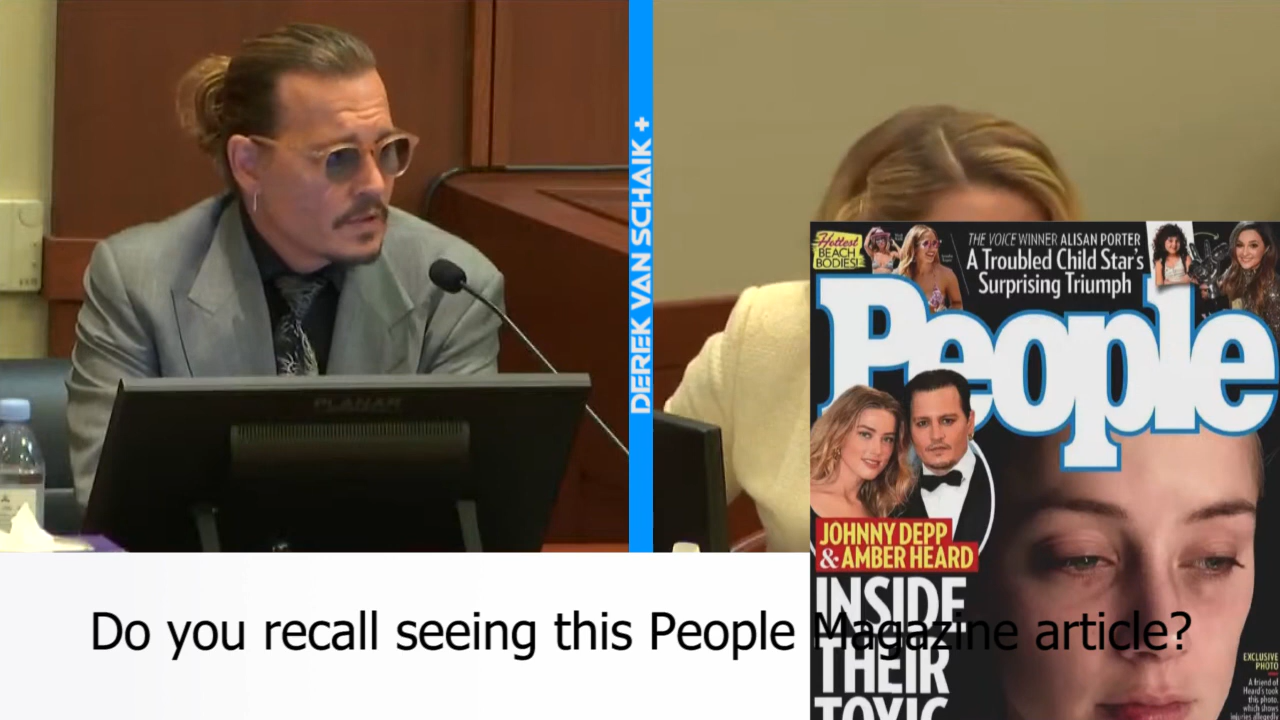 DEREK VAN SCHAIK +
PLANAR
Hottest
BEACH
BODIES!
THE VOICE WINNER ALISAN PORTER
A Troubled Child Star's
Surprising Triumph
People
JOHNNY DEPP
& AMBER HEARD
INSIDE
THEIR
TOXIC
EXCLUSIVE
PHOTO
A friend of
Heard's took
this photo,
which shows
injuries allegedly
Do you recall seeing this People Magazine article?